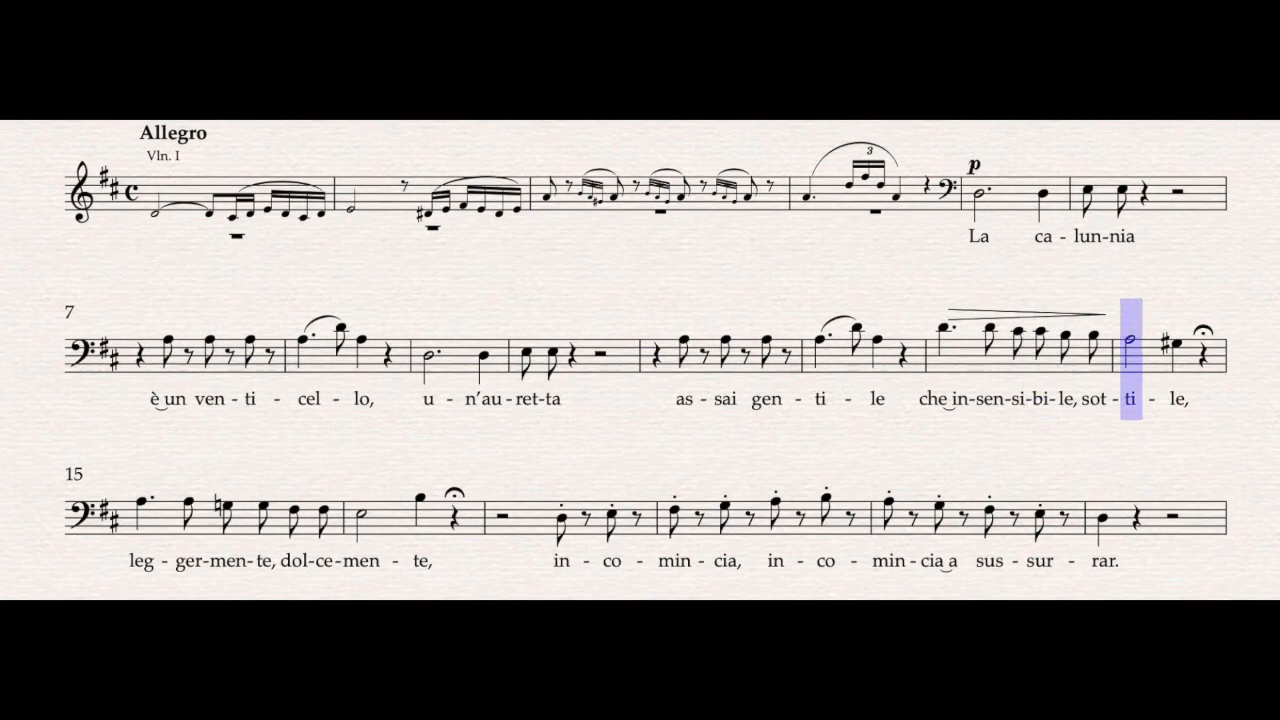 Allegro
Vln. I
3
p
La ca - lun-nia
7
è un ven - ti - cel - lo, u - n'au - ret-ta as - sai gen - ti - le che in-sen-si-bi-le, sot-ti - le,
15
leg - ger-men-te, dol-ce-men - te, in - co - min - cia, in - co - min-cia a sus - sur - rar.